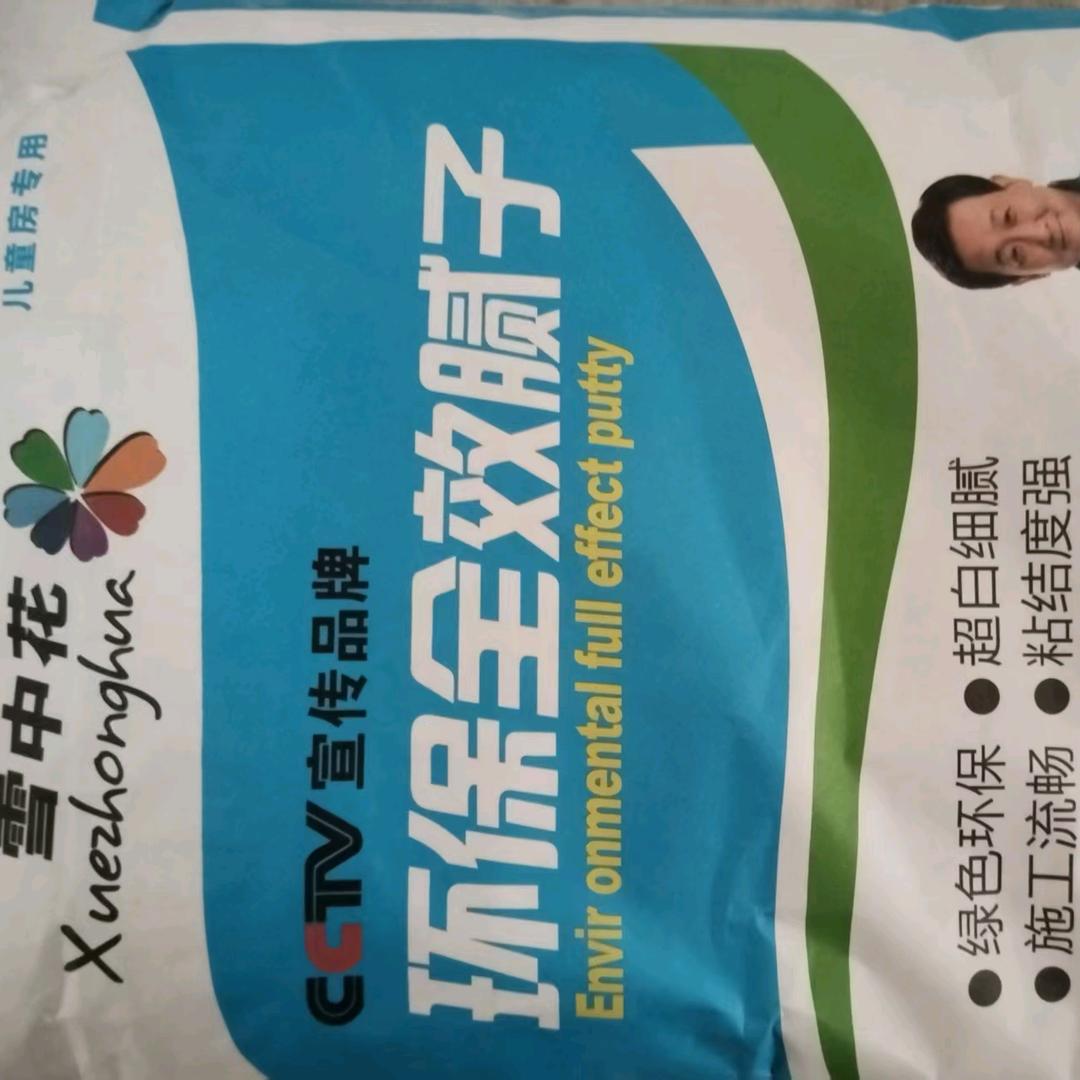 儿童房专用
雪中花
Xuezhonghua
CCTV宣传品牌
环保全效腻子
Envir onmental full effect putty
●绿色环保 ●超白细腻
●施工流畅 ●粘结度强